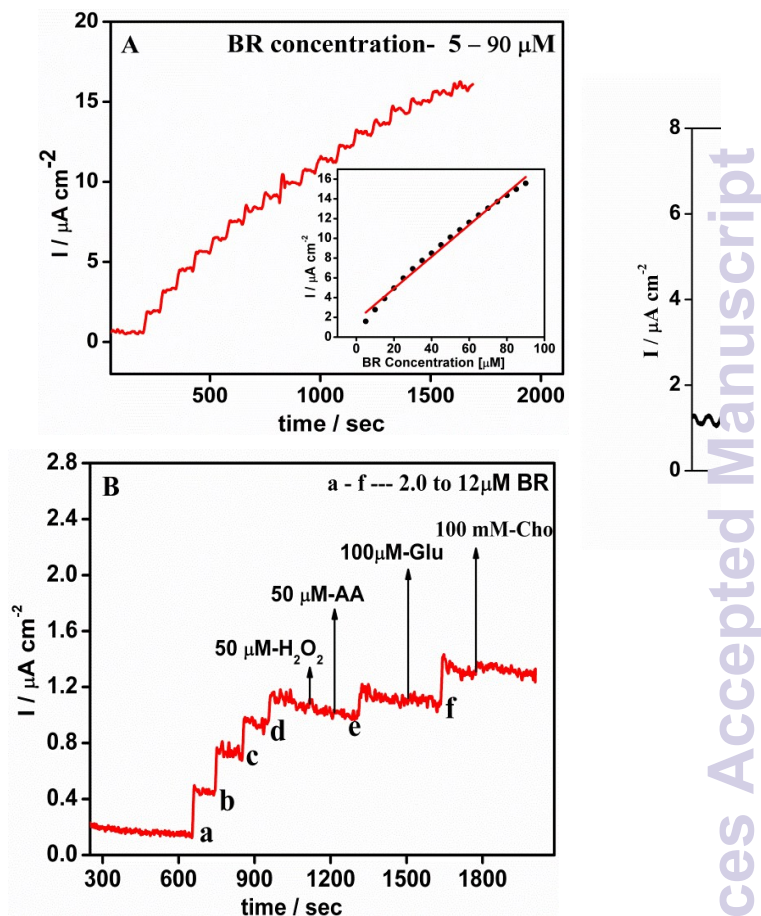 A
BR concentration- 5 – 90 µM
20
15
10
5
0
I / µA cm⁻²
500
1000
1500
2000
time / sec
16
14
12
10
8
6
4
2
0
I / µA cm⁻²
0
20
40
60
80
100
BR Concentration [µM]
8
6
4
2
0
I / µA cm⁻²
B
a - f --- 2.0 to 12µM BR
2.8
2.4
2.0
1.6
1.2
0.8
0.4
0.0
I / µA cm⁻²
100 mM-Cho
100µM-Glu
50 µM-AA
50 µM-H₂O₂
a
b
c
d
e
f
300
600
900
1200
1500
1800
time / sec
ces Accepted Manuscript